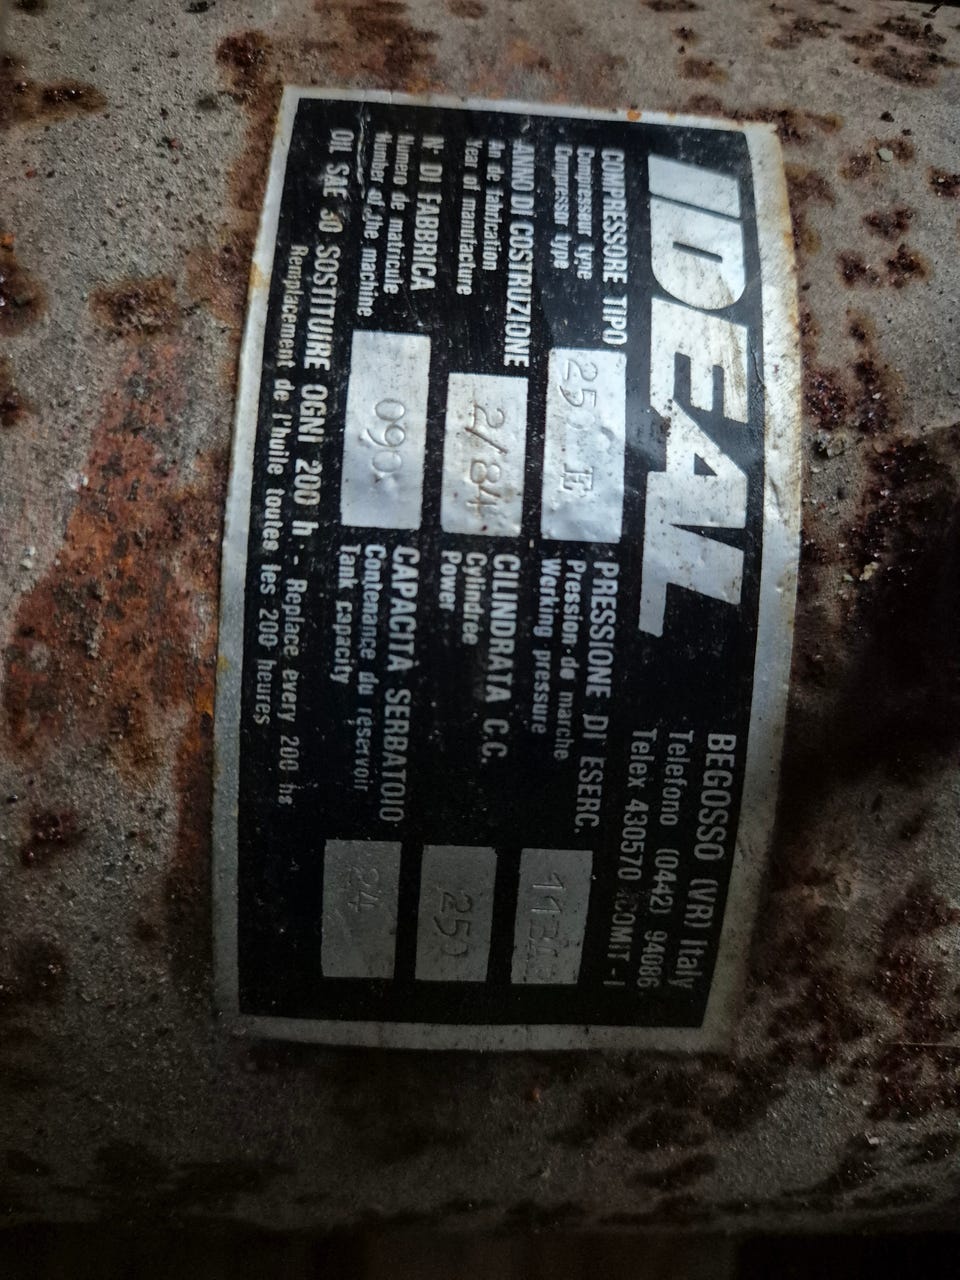 IDEAL
BEGOSSO (VR) Italy
Telefono (0442) 94086
Telex 430570 COMIT - I
COMPRESSORE TIPO
Compresseur type
Compressor type
25 E
PRESSIONE DI ESERC.
Pression de marche
Working pressure
ANNO DI COSTRUZIONE
An de fabrication
Year of manufacture
2/84
CILINDRATA C.C.
Cylindree
Power
250
N° DI FABBRICA
Numero de matricule
Number of the machine
CAPACITÀ SERBATOIO
Contenance du réservoir
Tank capacity
24
OIL SAE 30 SOSTITUIRE OGNI 200 h - Replace every 200 hs
Remplacement de l'huile toutes les 200 heures